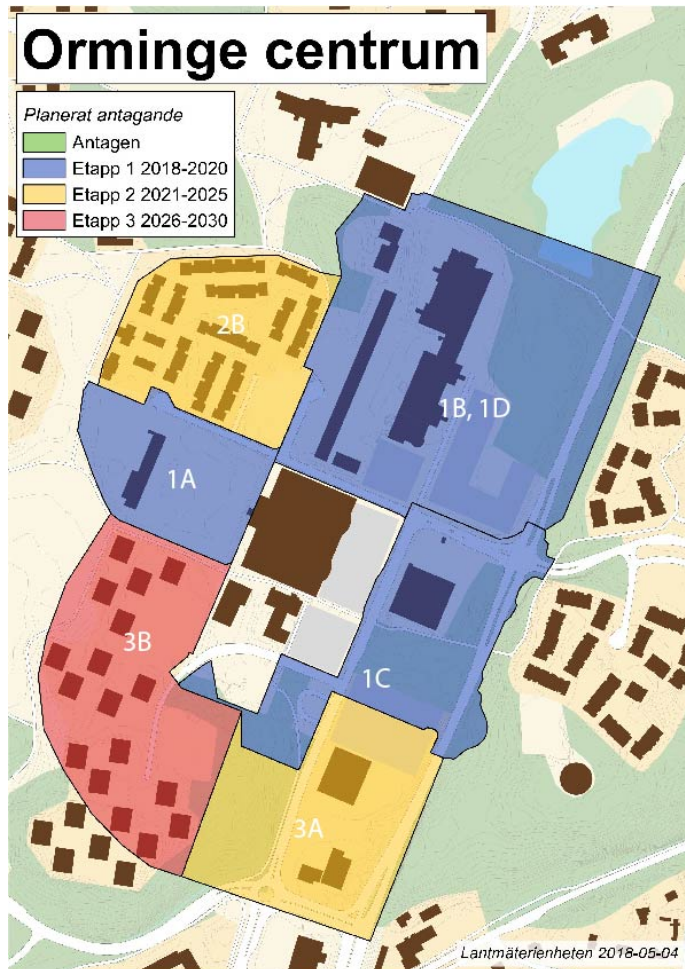 Orminge centrum
Planerat antagande
Antagen
Etapp 1 2018-2020
Etapp 2 2021-2025
Etapp 3 2026-2030
2B
1B, 1D
1A
3B
1C
3A
Lantmäterienheten 2018-05-04